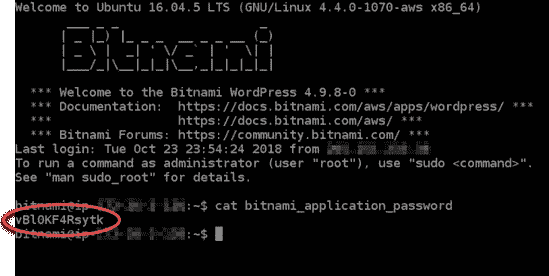 Welcome to Ubuntu 16.04.5 LTS (GNU/Linux 4.4.0-1070-aws x86_64)
Bitnami
*** Welcome to the Bitnami WordPress 4.9.8-0 ***
*** Documentation: https://docs.bitnami.com/aws/apps/wordpress/ ***
*** https://docs.bitnami.com/aws/ ***
*** Bitnami Forums: https://community.bitnami.com/ ***
Last login: Tue Oct 23 23:54:24 2018 from
To run a command as administrator (user "root"), use "sudo <command>".
See "man sudo_root" for details.
bitnami@ip- :~$ cat bitnami_application_password
vBl0KF4Rsytk
bitnami@ip- :~$